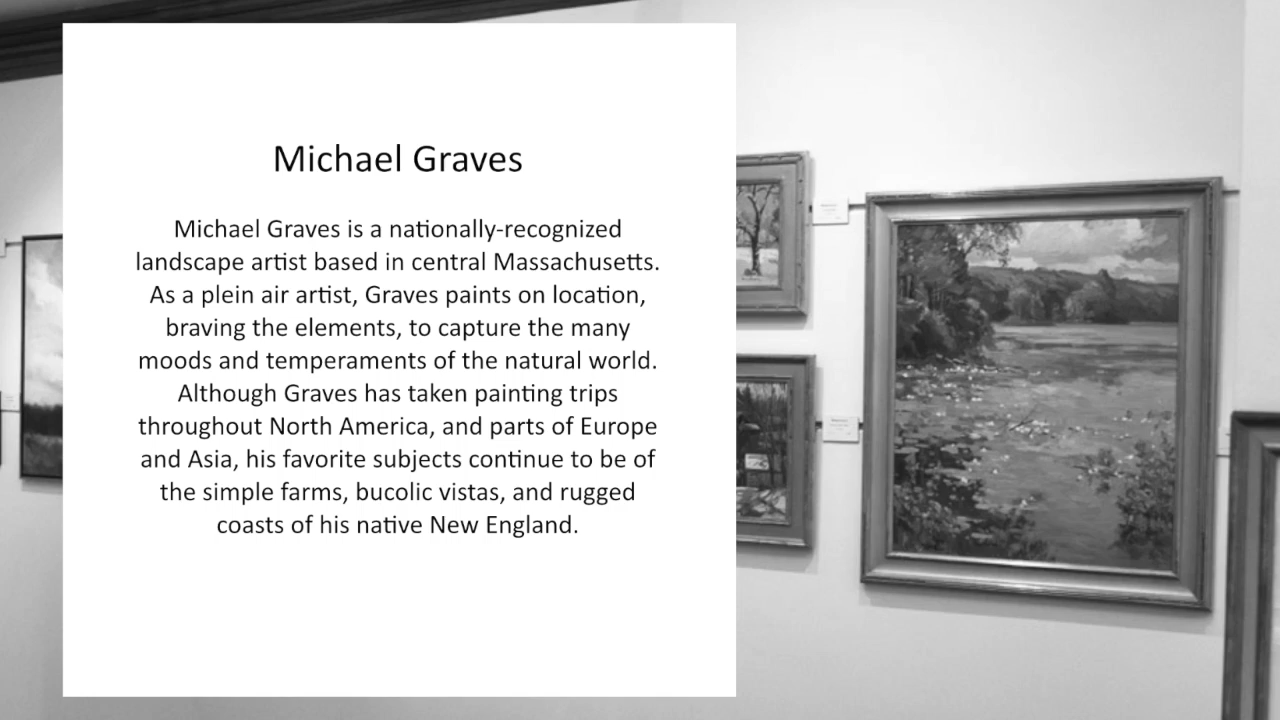 Michael Graves
Michael Graves is a nationally-recognized
landscape artist based in central Massachusetts.
As a plein air artist, Graves paints on location,
braving the elements, to capture the many
moods and temperaments of the natural world.
Although Graves has taken painting trips
throughout North America, and parts of Europe
and Asia, his favorite subjects continue to be of
the simple farms, bucolic vistas, and rugged
coasts of his native New England.